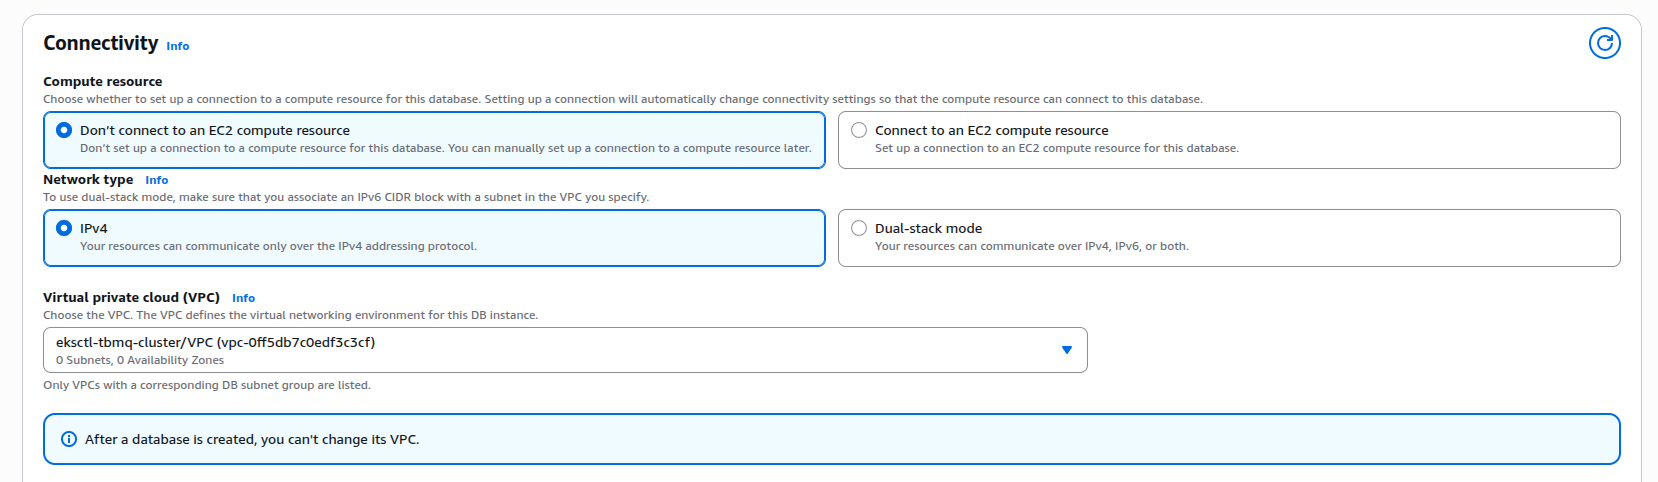 Connectivity Info
Compute resource
Choose whether to set up a connection to a compute resource for this database. Setting up a connection will automatically change connectivity settings so that the compute resource can connect to this database.
Don't connect to an EC2 compute resource
Don't set up a connection to a compute resource for this database. You can manually set up a connection to a compute resource later.
Connect to an EC2 compute resource
Set up a connection to an EC2 compute resource for this database.
Network type Info
To use dual-stack mode, make sure that you associate an IPv6 CIDR block with a subnet in the VPC you specify.
IPv4
Your resources can communicate only over the IPv4 addressing protocol.
Dual-stack mode
Your resources can communicate over IPv4, IPv6, or both.
Virtual private cloud (VPC) Info
Choose the VPC. The VPC defines the virtual networking environment for this DB instance.
eksctl-tbmq-cluster/VPC (vpc-0ff5db7c0edf3c3cf)
0 Subnets, 0 Availability Zones
Only VPCs with a corresponding DB subnet group are listed.
After a database is created, you can't change its VPC.